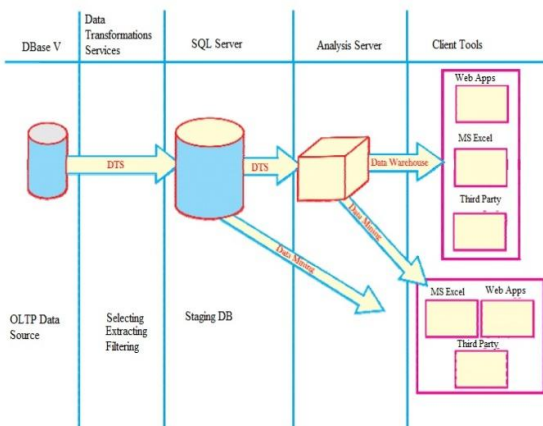 DBase V
Data
Transformations
Services
SQL Server
Analysis Server
Client Tools
Web Apps
MS Excel
Third Party
DTS
DTS
Data Warehouse
Data Mining
Data Mining
MS Excel
Web Apps
Third Party
OLTP Data
Source
Selecting
Extracting
Filtering
Staging DB